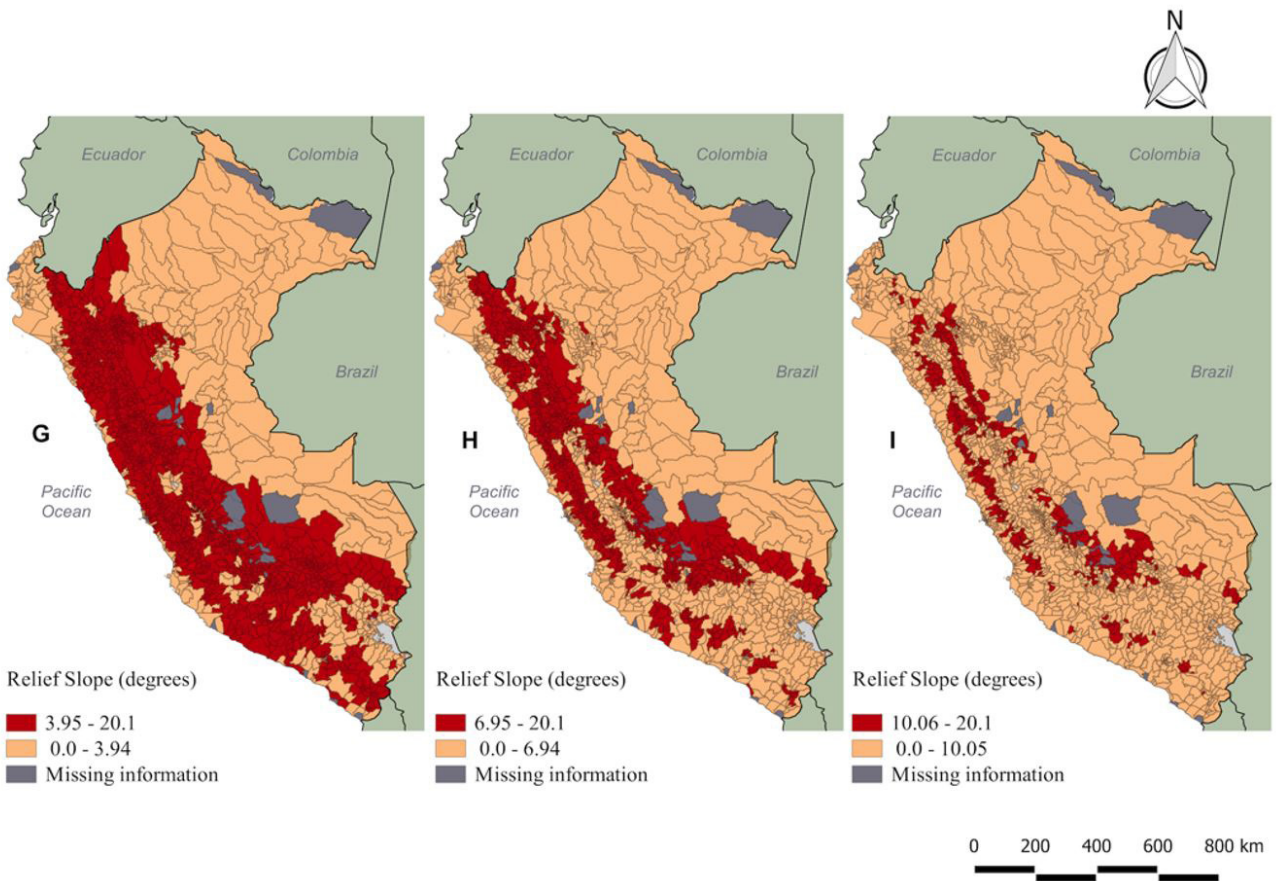 N
Ecuador
Colombia
Brazil
G
Pacific
Ocean
Relief Slope (degrees)
3.95 - 20.1
0.0 - 3.94
Missing information
Ecuador
Colombia
Brazil
H
Pacific
Ocean
Relief Slope (degrees)
6.95 - 20.1
0.0 - 6.94
Missing information
Ecuador
Colombia
Brazil
I
Pacific
Ocean
Relief Slope (degrees)
10.06 - 20.1
0.0 - 10.05
Missing information
0 200 400 600 800 km